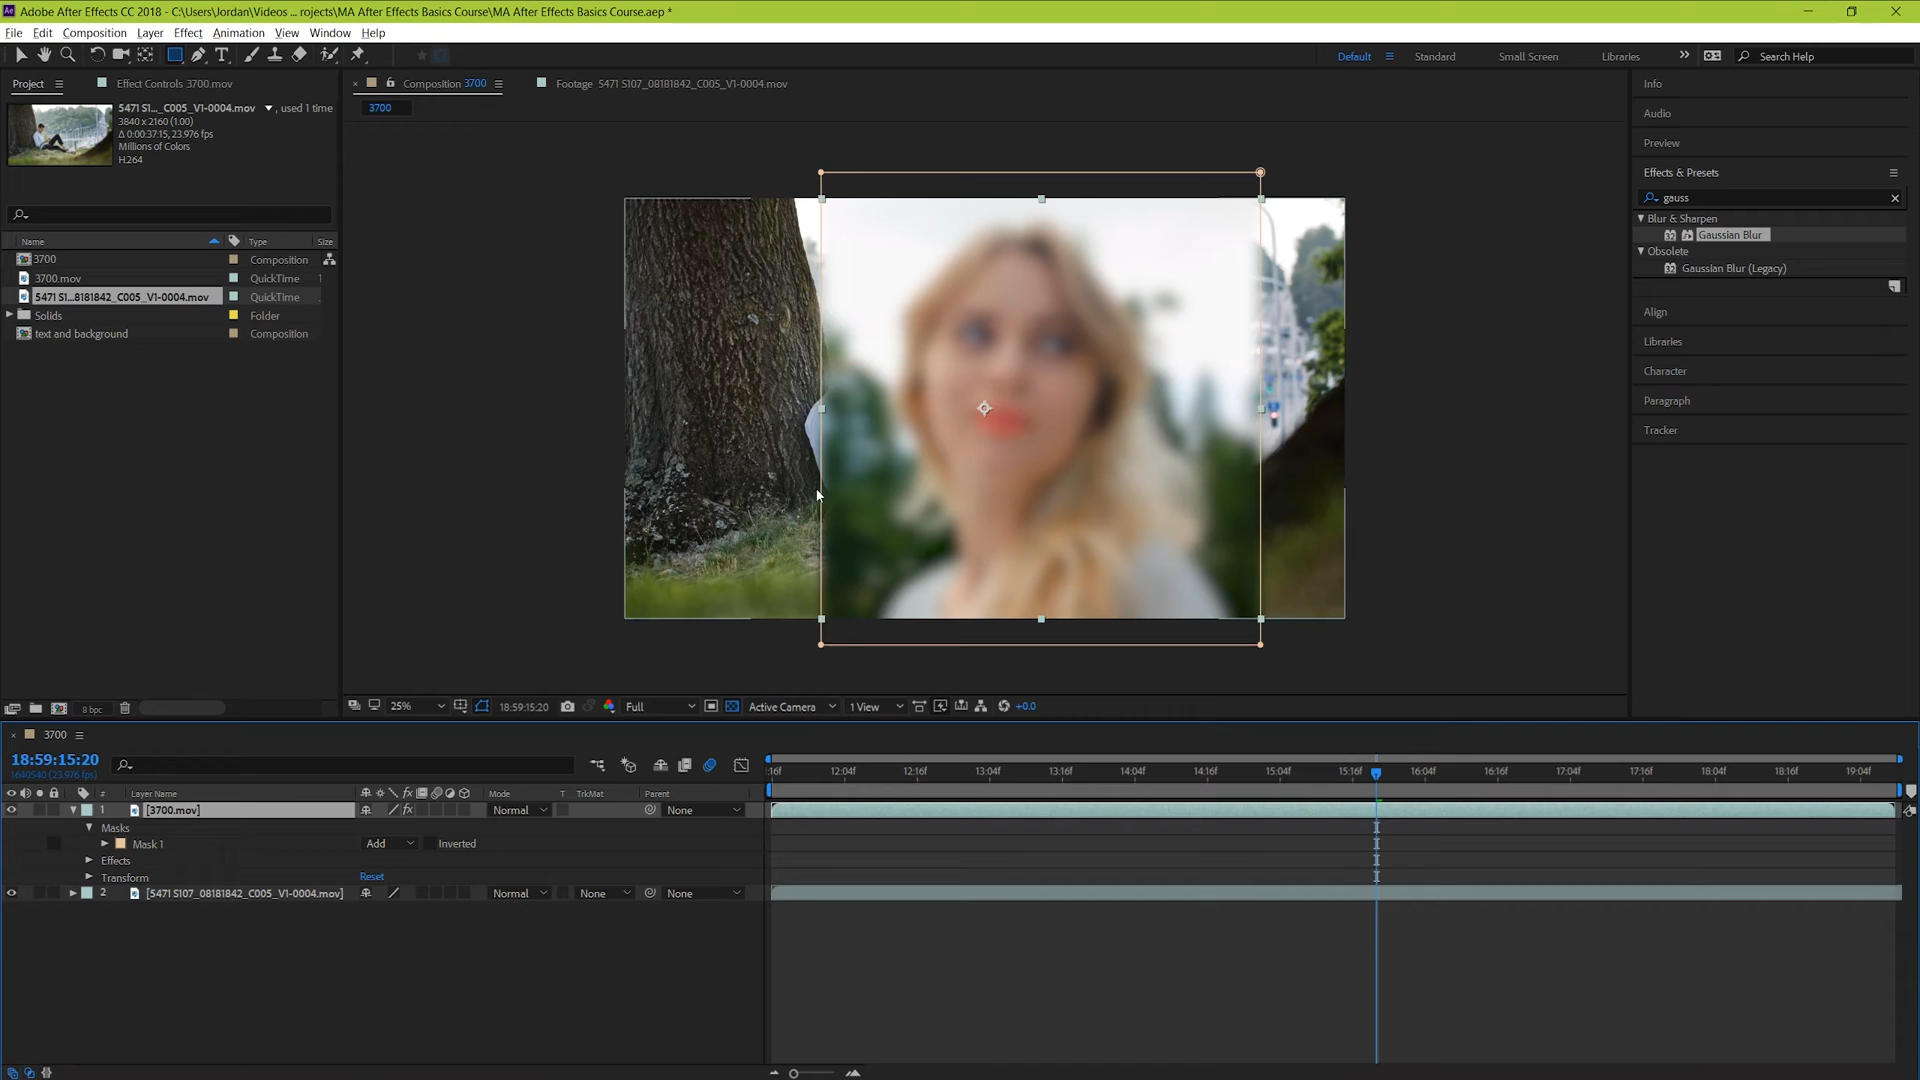 Adobe After Effects CC 2018 - C:\Users\Jordan\Videos ... rojects\MA After Effects Basics Course\MA After Effects Basics Course.aep *
File Edit Composition Layer Effect Animation View Window Help
Default Standard Small Screen Libraries Search Help
Project Effect Controls 3700.mov
Composition 3700 Footage 5471 S107_08181842_C005_V1-0004.mov
3700
5471 S1..._C005_V1-0004.mov , used 1 time
3840 x 2160 (1.00)
Δ 0:00:37:15, 23.976 fps
Millions of Colors
H.264
Name Type Size
3700 Composition
3700.mov QuickTime 1
5471 S1...8181842_C005_V1-0004.mov QuickTime
Solids Folder
text and background Composition
8 bpc
25% 18:59:15:20 Full Active Camera 1 View +0.0
Info
Audio
Preview
Effects & Presets
gauss
Blur & Sharpen
Gaussian Blur
Obsolete
Gaussian Blur (Legacy)
Align
Libraries
Character
Paragraph
Tracker
3700
18:59:15:20
1640540 (23.976 fps)
:16f 12:04f 12:16f 13:04f 13:16f 14:04f 14:16f 15:04f 15:16f 16:04f 16:16f 17:04f 17:16f 18:04f 18:16f 19:04f
# Layer Name Mode T TrkMat Parent
1 [3700.mov] Normal None
Masks
Mask 1 Add Inverted
Effects
Transform Reset
2 [5471 S107_08181842_C005_V1-0004.mov] Normal None None